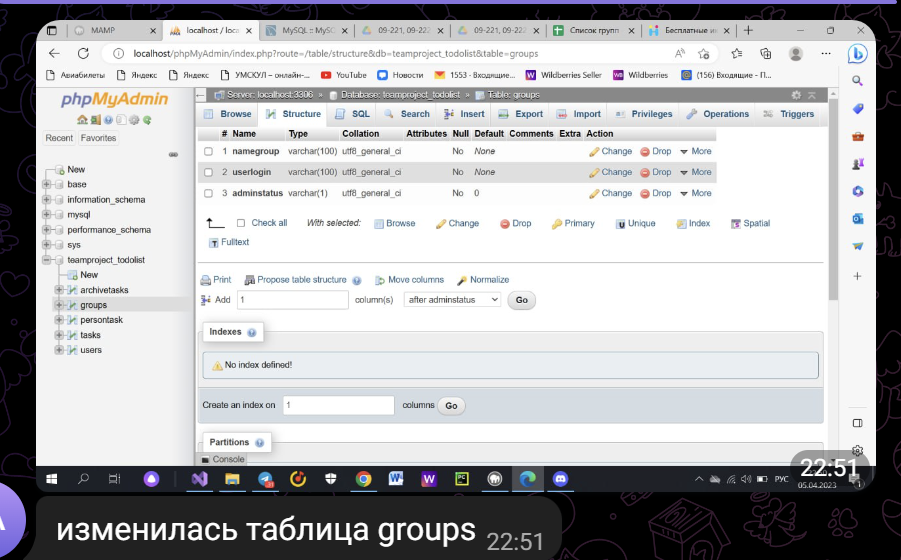 MAMP
localhost / loca
MySQL :: MySC
09-221, 09-222
09-221, 09-222
Список групп
Бесплатные ик
localhost/phpMyAdmin/index.php?route=/table/structure&db=teamproject_todolist&table=groups
Авиабилеты
Яндекс
Яндекс
УМСКУЛ – онлайн-...
YouTube
Новости
1553 · Входящие...
Wildberries Seller
Wildberries
(156) Входящие - П...
phpMyAdmin
Recent
Favorites
New
base
information_schema
mysql
performance_schema
sys
teamproject_todolist
New
archivetasks
groups
persontask
tasks
users
Server: localhost:3306 » Database: teamproject_todolist » Table: groups
Browse Structure SQL Search Insert Export Import Privileges Operations Triggers
# Name Type Collation Attributes Null Default Comments Extra Action
1 namegroup varchar(100) utf8_general_ci No None Change Drop More
2 userlogin varchar(100) utf8_general_ci No None Change Drop More
3 adminstatus varchar(1) utf8_general_ci No 0 Change Drop More
Check all With selected: Browse Change Drop Primary Unique Index Spatial
Fulltext
Print Propose table structure Move columns Normalize
Add 1 column(s) after adminstatus Go
Indexes
No index defined!
Create an index on 1 columns Go
Partitions
Console
РУС
22:51
05.04.2023
изменилась таблица groups 22:51